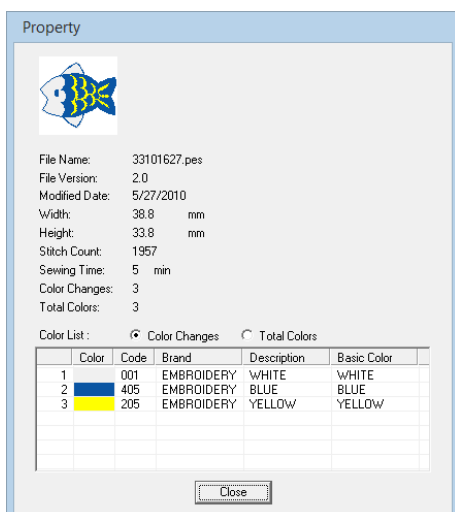 Property
File Name: 33101627.pes
File Version: 2.0
Modified Date: 5/27/2010
Width: 38.8 mm
Height: 33.8 mm
Stitch Count: 1957
Sewing Time: 5 min
Color Changes: 3
Total Colors: 3
Color List : Color Changes Total Colors
Color Code Brand Description Basic Color
1 001 EMBROIDERY WHITE WHITE
2 405 EMBROIDERY BLUE BLUE
3 205 EMBROIDERY YELLOW YELLOW
Close